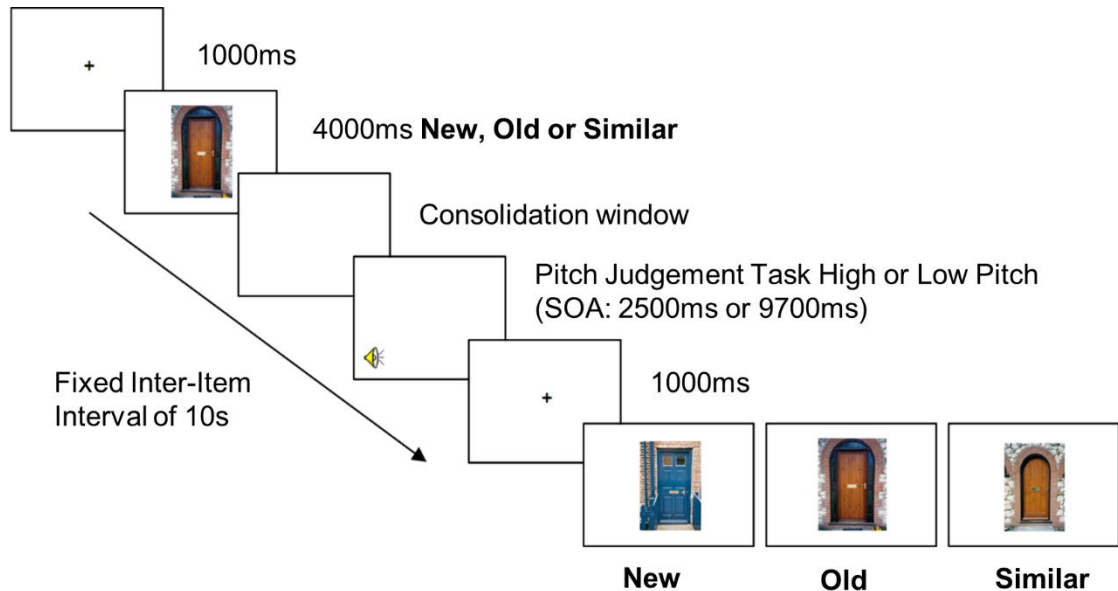 1000ms
4000ms New, Old or Similar
Consolidation window
Pitch Judgement Task High or Low Pitch
(SOA: 2500ms or 9700ms)
Fixed Inter-Item
Interval of 10s
1000ms
New
Old
Similar